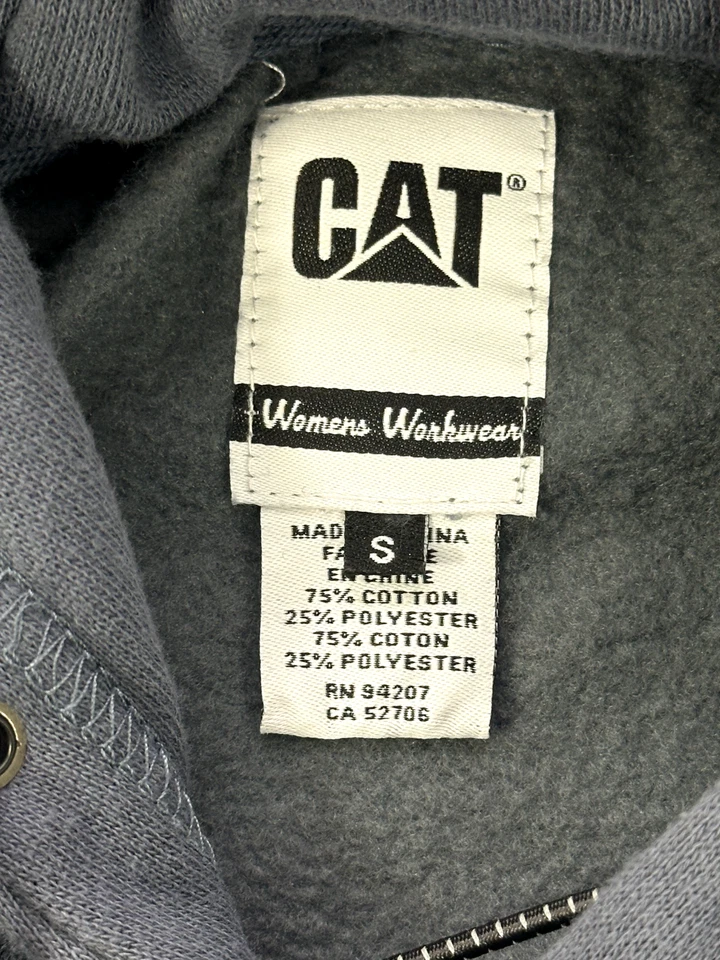 CAT®
Womens Workwear
S
EN CHINE
75% COTTON
25% POLYESTER
75% COTON
25% POLYESTER
RN 94207
CA 52706